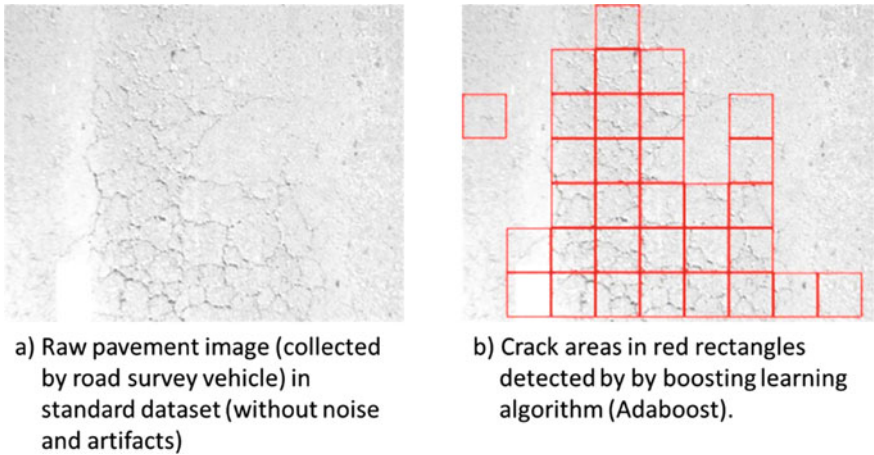 a) Raw pavement image (collected
by road survey vehicle) in
standard dataset (without noise
and artifacts)
b) Crack areas in red rectangles
detected by by boosting learning
algorithm (Adaboost).